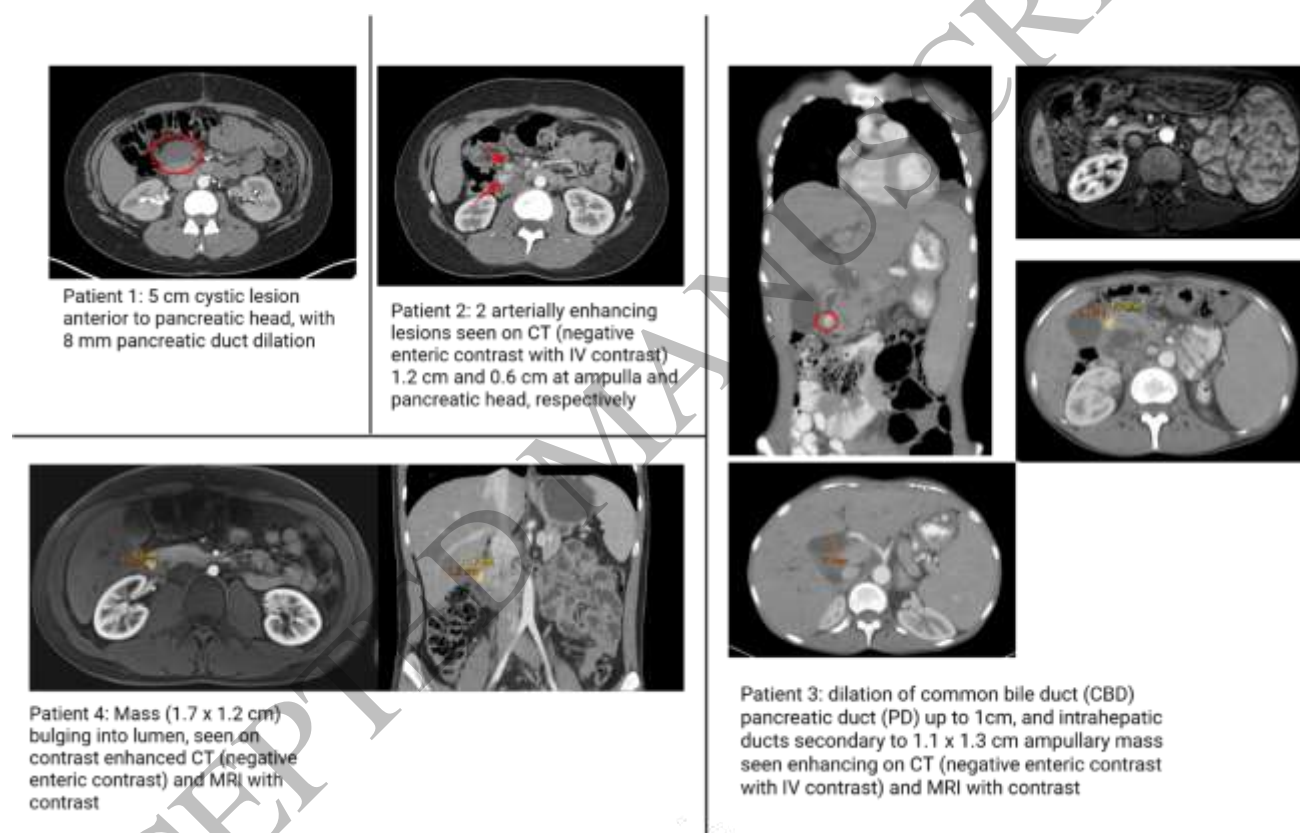 Patient 1: 5 cm cystic lesion
anterior to pancreatic head, with
8 mm pancreatic duct dilation
Patient 2: 2 arterially enhancing
lesions seen on CT (negative
enteric contrast with IV contrast)
1.2 cm and 0.6 cm at ampulla and
pancreatic head, respectively
Patient 4: Mass (1.7 x 1.2 cm)
bulging into lumen, seen on
contrast enhanced CT (negative
enteric contrast) and MRI with
contrast
Patient 3: dilation of common bile duct (CBD)
pancreatic duct (PD) up to 1cm, and intrahepatic
ducts secondary to 1.1 x 1.3 cm ampullary mass
seen enhancing on CT (negative enteric contrast
with IV contrast) and MRI with contrast